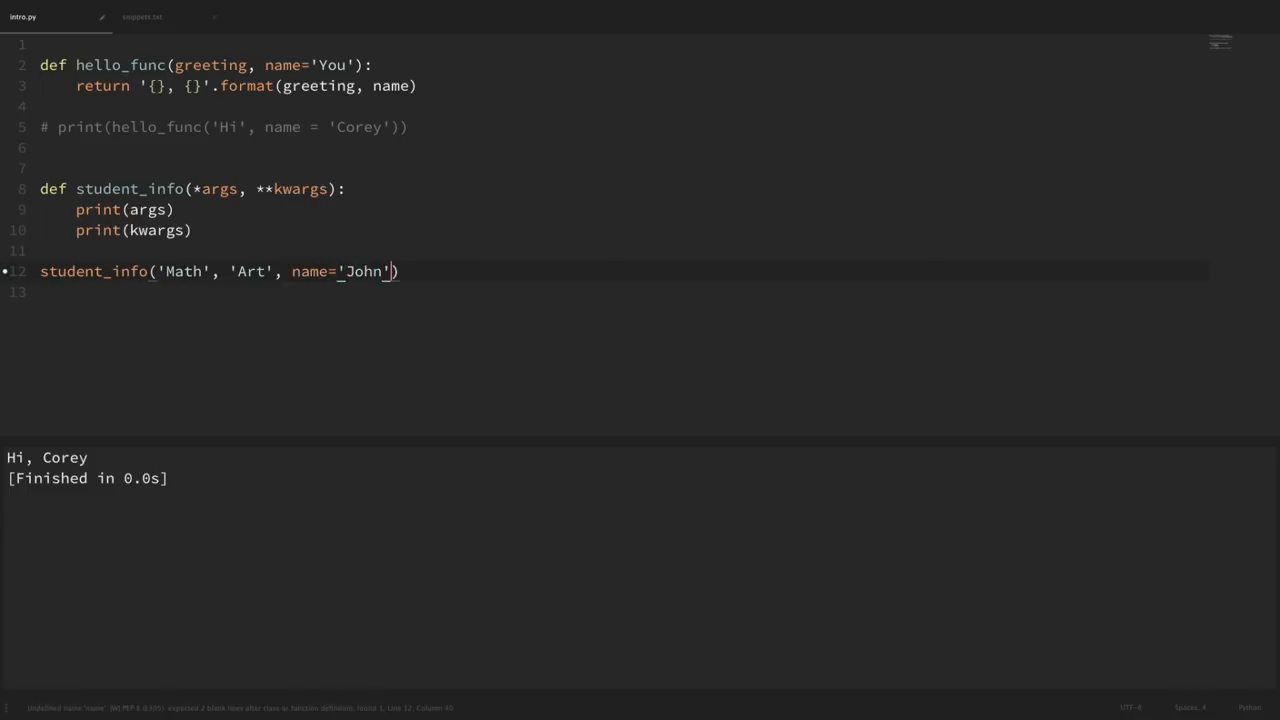 intro.py
snippets.txt
1
2 def hello_func(greeting, name='You'):
3 return '{}, {}'.format(greeting, name)
4
5 # print(hello_func('Hi', name = 'Corey'))
6
7
8 def student_info(*args, **kwargs):
9 print(args)
10 print(kwargs)
11
12 student_info('Math', 'Art', name='John')
13
Hi, Corey
[Finished in 0.0s]
Undefined name 'name' [W] PEP 8 (E305): expected 2 blank lines after class or function definition, found 1, Line 12, Column 40
UTF-8
Spaces: 4
Python